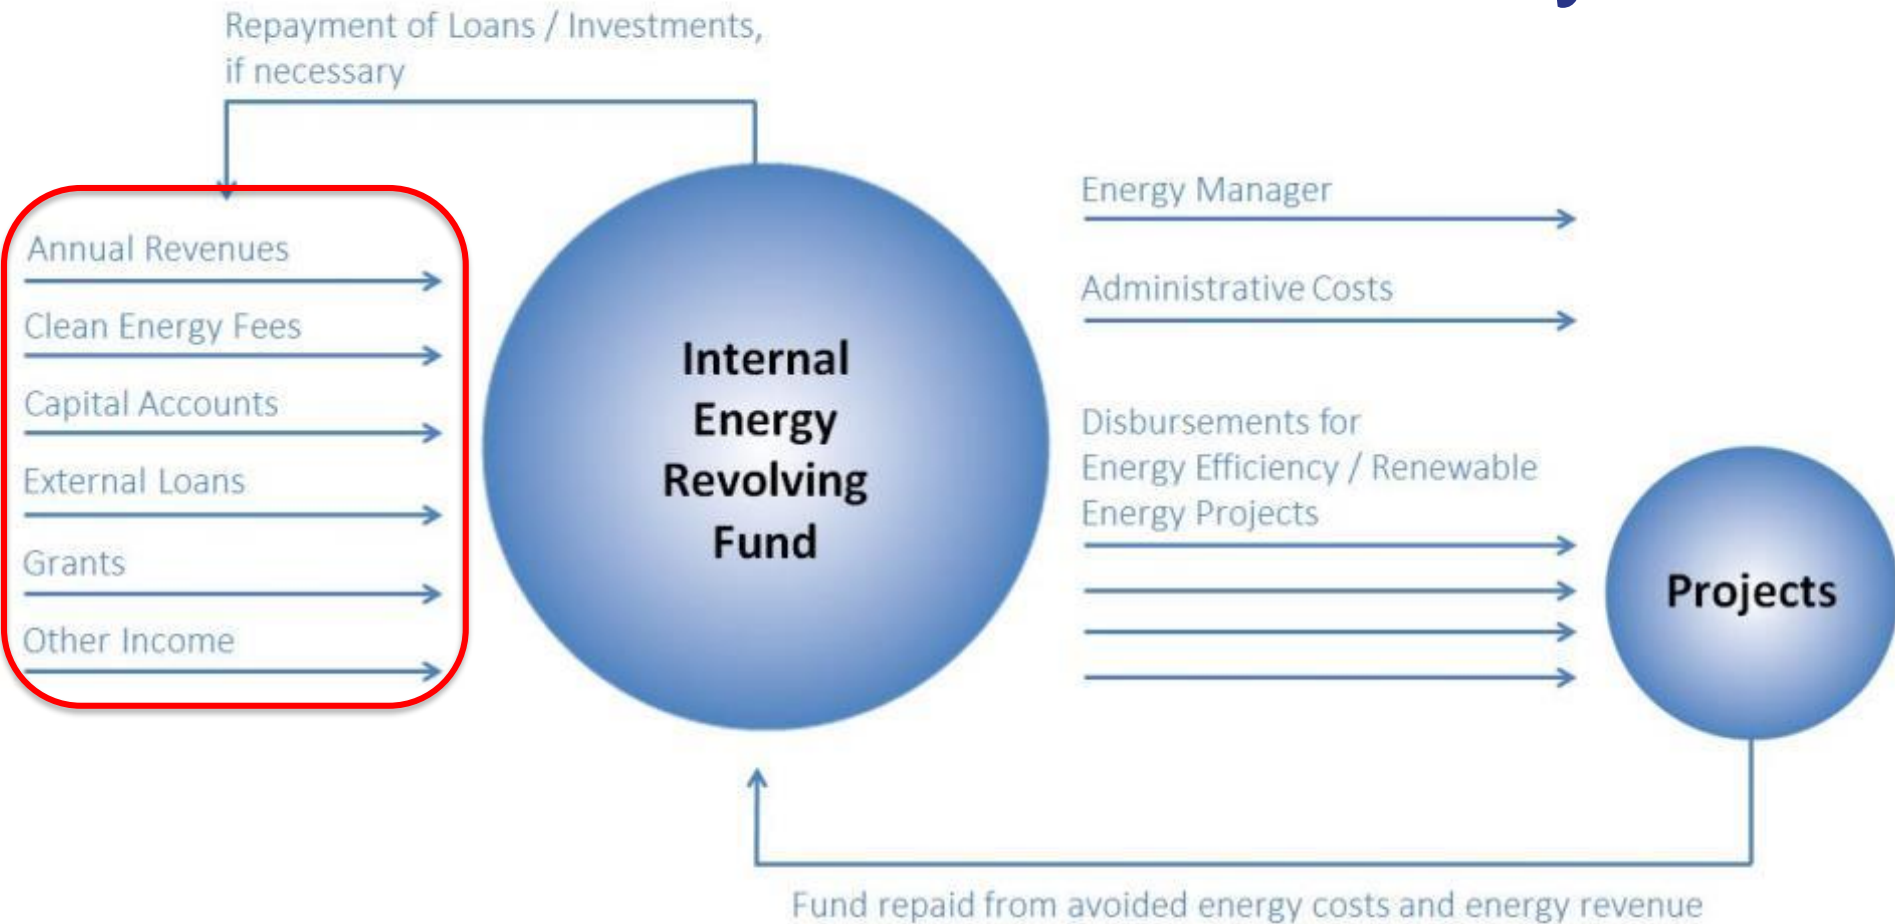 Repayment of Loans / Investments,
if necessary
Annual Revenues
Clean Energy Fees
Capital Accounts
External Loans
Grants
Other Income
Internal
Energy
Revolving
Fund
Energy Manager
Administrative Costs
Disbursements for
Energy Efficiency / Renewable
Energy Projects
Projects
Fund repaid from avoided energy costs and energy revenue